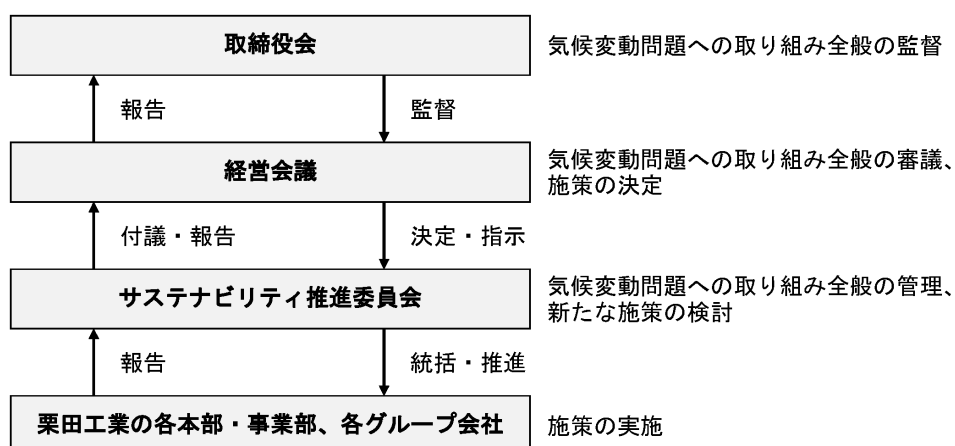 取締役会
気候変動問題への取り組み全般の監督
報告
監督
経営会議
気候変動問題への取り組み全般の審議、
施策の決定
付議・報告
決定・指示
サステナビリティ推進委員会
気候変動問題への取り組み全般の管理、
新たな施策の検討
報告
統括・推進
栗田工業の各本部・事業部、各グループ会社
施策の実施